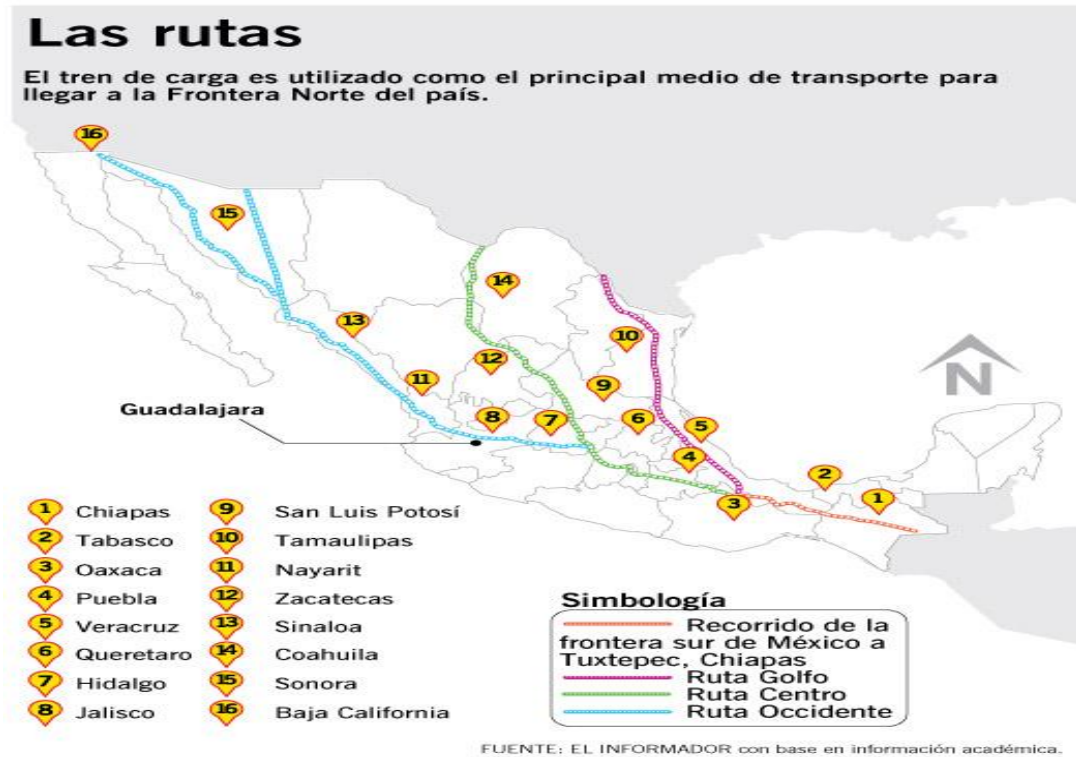 Las rutas
El tren de carga es utilizado como el principal medio de transporte para
llegar a la Frontera Norte del país.
16
15
14
13
10
12
11
9
8
7
6
5
Guadalajara
4
2
3
1
N
1 Chiapas
2 Tabasco
3 Oaxaca
4 Puebla
5 Veracruz
6 Queretaro
7 Hidalgo
8 Jalisco
9 San Luis Potosí
10 Tamaulipas
11 Nayarit
12 Zacatecas
13 Sinaloa
14 Coahuila
15 Sonora
16 Baja California
Simbología
Recorrido de la
frontera sur de México a
Tuxtepec, Chiapas
Ruta Golfo
Ruta Centro
Ruta Occidente
FUENTE: EL INFORMADOR con base en información académica.